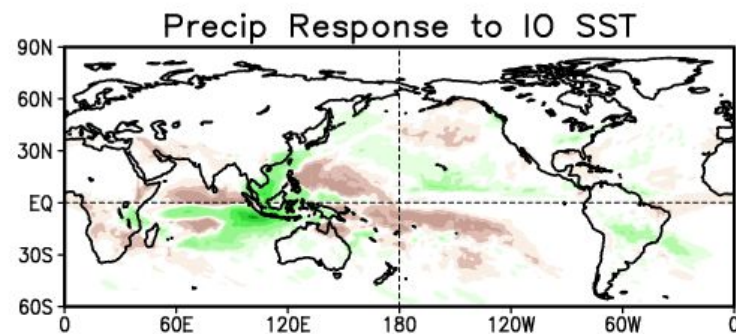 Precip Response to IO SST
90N
60N
30N
EQ
30S
60S
0 60E 120E 180 120W 60W 0